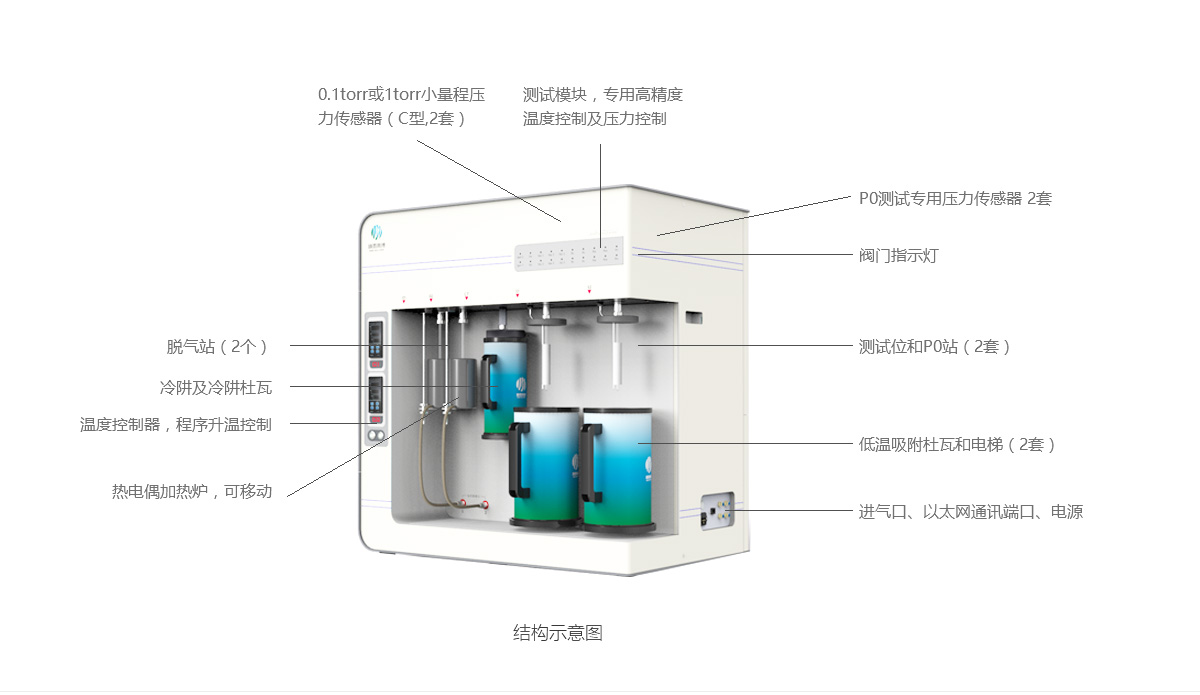 0.1torr或1torr小量程压
力传感器（C型,2套）
测试模块，专用高精度
温度控制及压力控制
P0测试专用压力传感器 2套
阀门指示灯
脱气站（2个）
测试位和P0站（2套）
冷阱及冷阱杜瓦
温度控制器，程序升温控制
低温吸附杜瓦和电梯（2套）
热电偶加热炉，可移动
进气口、以太网通讯端口、电源
结构示意图